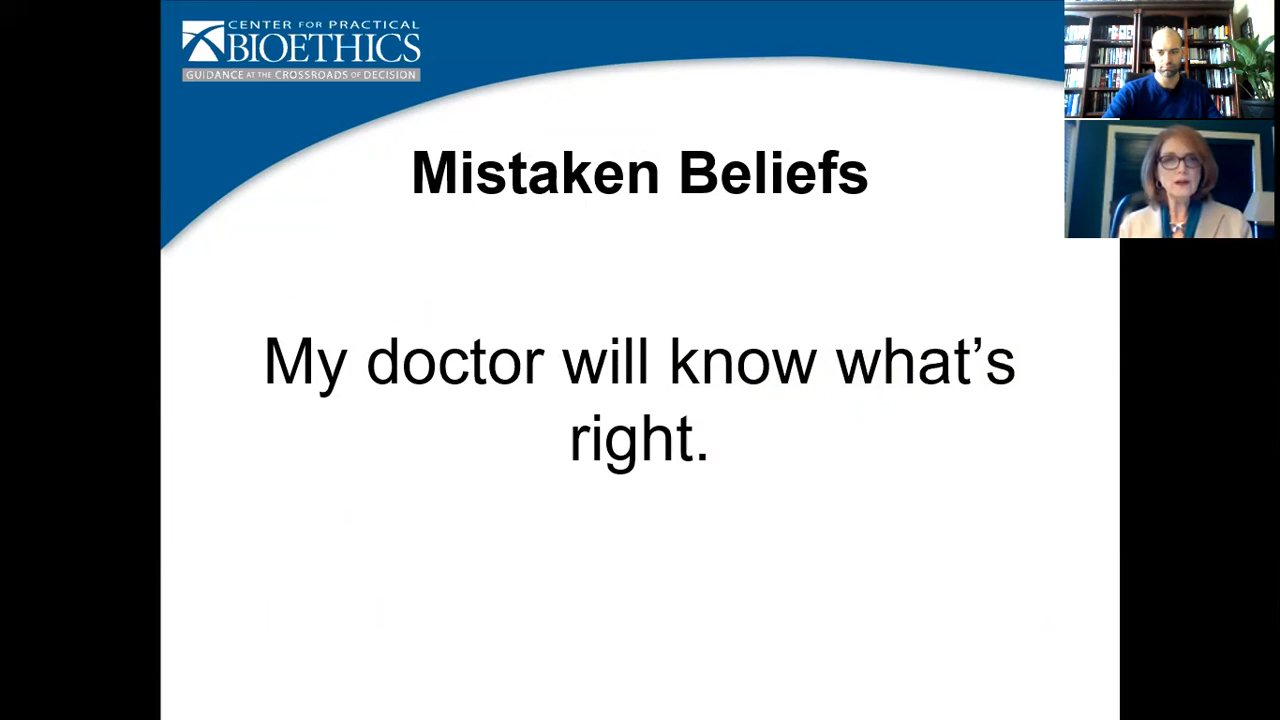 CENTER FOR PRACTICAL
BIOETHICS
GUIDANCE AT THE CROSSROADS OF DECISION
Mistaken Beliefs
My doctor will know what’s
right.